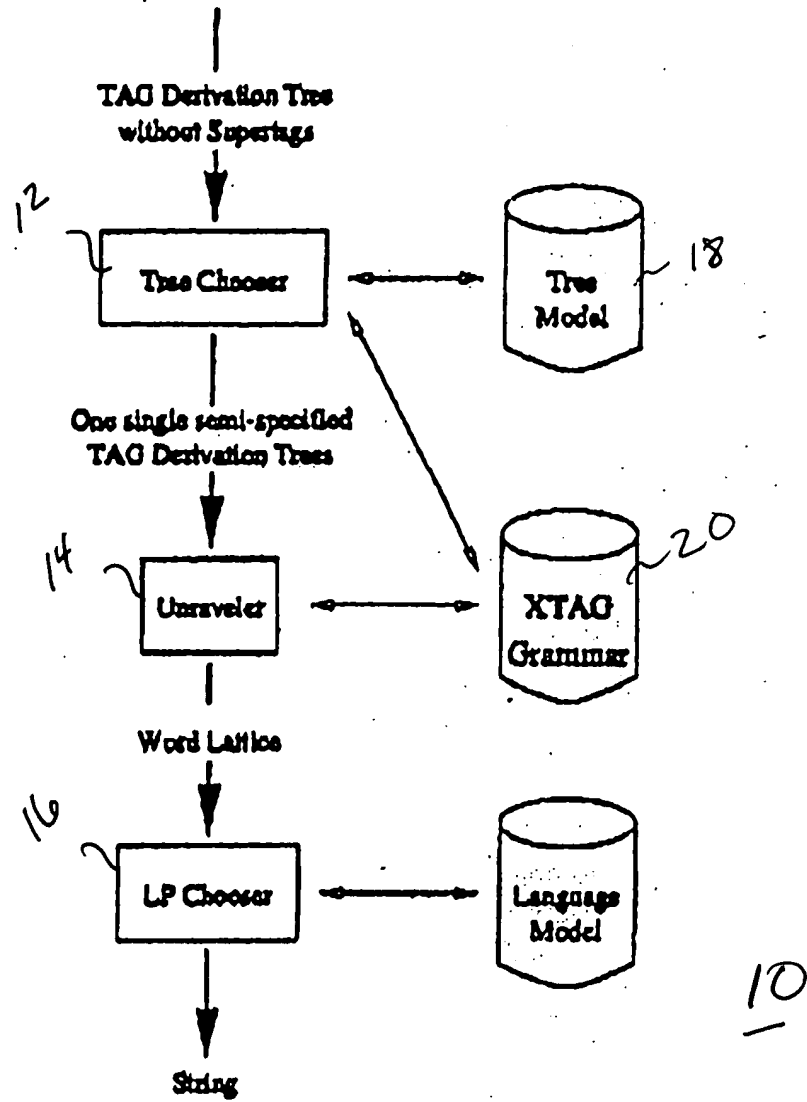 TAG Derivation Tree
without Supertags
12
Tree Chooser
Tree
Model
18
One single semi-specified
TAG Derivation Trees
14
Unraveler
XTAG
Grammar
20
Word Lattice
16
LP Chooser
Language
Model
10
String